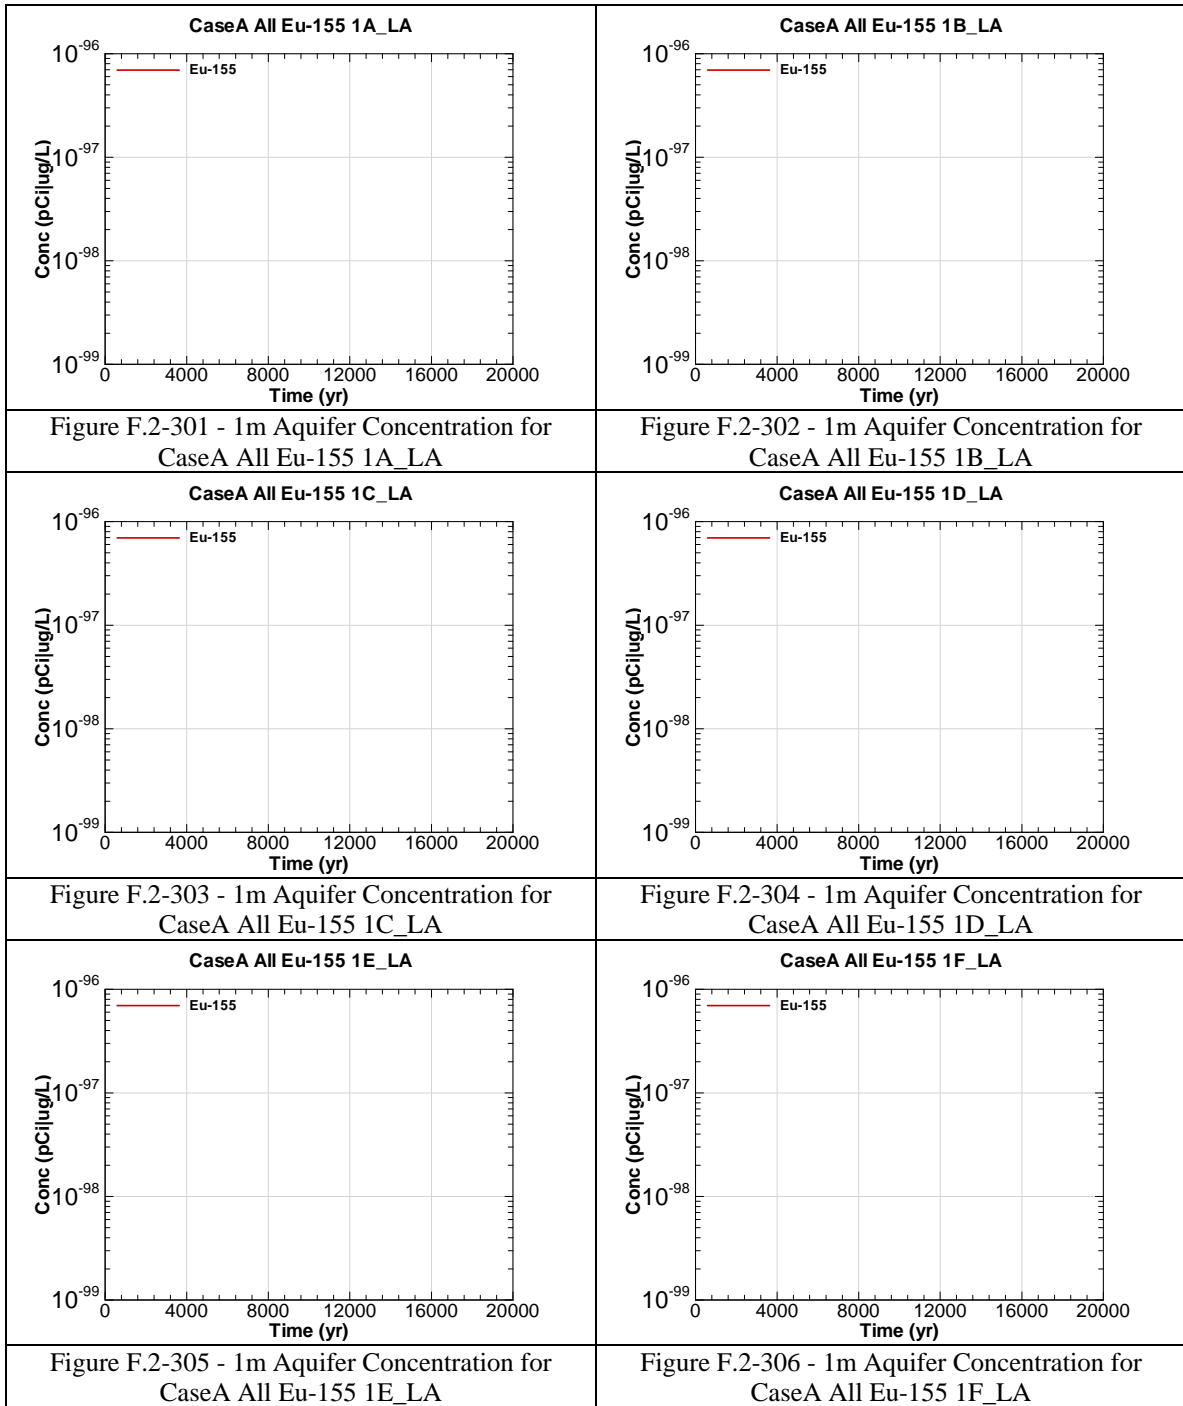 CaseA All Eu-155 1A_LA
10-96
Eu-155
10-97
Conc (pCi|ug/L)
10-98
10-99
0 4000 8000 12000 16000 20000
Time (yr)
Figure F.2-301 - 1m Aquifer Concentration for
CaseA All Eu-155 1A_LA
CaseA All Eu-155 1B_LA
10-96
Eu-155
10-97
Conc (pCi|ug/L)
10-98
10-99
0 4000 8000 12000 16000 20000
Time (yr)
Figure F.2-302 - 1m Aquifer Concentration for
CaseA All Eu-155 1B_LA
CaseA All Eu-155 1C_LA
10-96
Eu-155
10-97
Conc (pCi|ug/L)
10-98
10-99
0 4000 8000 12000 16000 20000
Time (yr)
Figure F.2-303 - 1m Aquifer Concentration for
CaseA All Eu-155 1C_LA
CaseA All Eu-155 1D_LA
10-96
Eu-155
10-97
Conc (pCi|ug/L)
10-98
10-99
0 4000 8000 12000 16000 20000
Time (yr)
Figure F.2-304 - 1m Aquifer Concentration for
CaseA All Eu-155 1D_LA
CaseA All Eu-155 1E_LA
10-96
Eu-155
10-97
Conc (pCi|ug/L)
10-98
10-99
0 4000 8000 12000 16000 20000
Time (yr)
Figure F.2-305 - 1m Aquifer Concentration for
CaseA All Eu-155 1E_LA
CaseA All Eu-155 1F_LA
10-96
Eu-155
10-97
Conc (pCi|ug/L)
10-98
10-99
0 4000 8000 12000 16000 20000
Time (yr)
Figure F.2-306 - 1m Aquifer Concentration for
CaseA All Eu-155 1F_LA